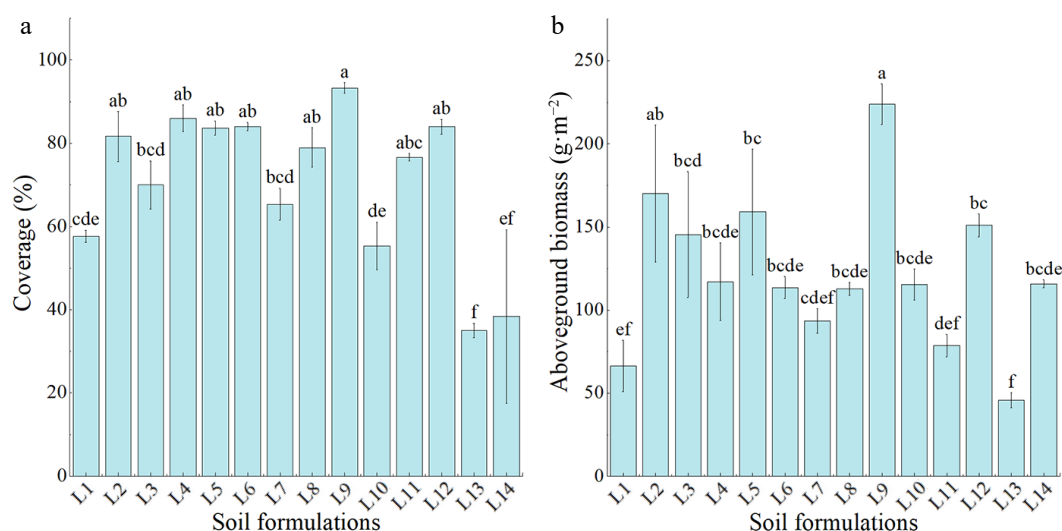 a
100
80
60
40
20
0
Coverage (%)
cde
ab
bcd
ab
ab
ab
bcd
ab
a
de
abc
ab
f
ef
L1 L2 L3 L4 L5 L6 L7 L8 L9 L10 L11 L12 L13 L14
Soil formulations
b
250
200
150
100
50
0
Aboveground biomass (g·m⁻²)
ef
ab
bcd
bcde
bc
bcde
cdef
bcde
a
bcde
def
bc
f
bcde
L1 L2 L3 L4 L5 L6 L7 L8 L9 L10 L11 L12 L13 L14
Soil formulations